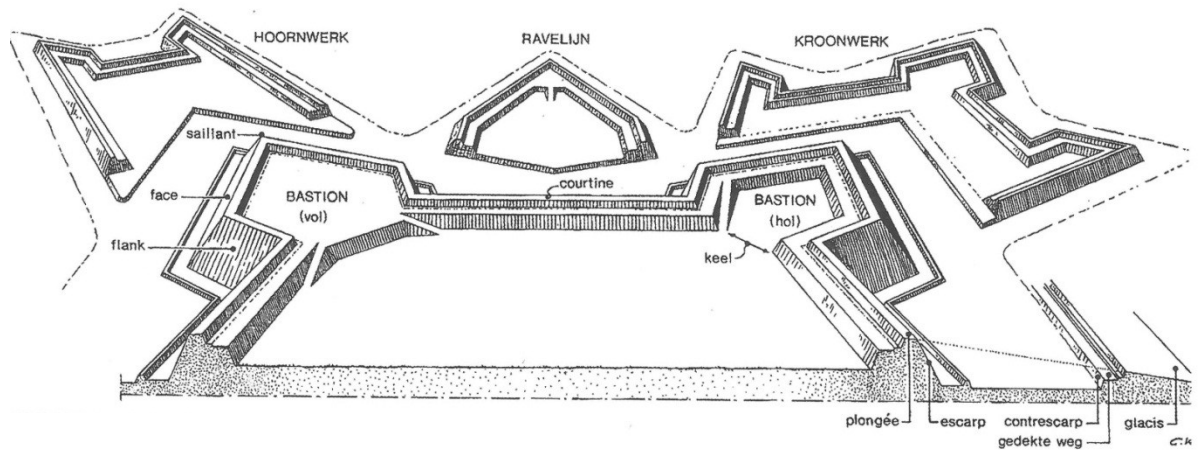 HOORNWERK
RAVELIJN
KROONWERK
saillant
face
flank
BASTION
(vol)
courtine
BASTION
(hol)
keel
plongée
escarp
contrescarp
gedekte weg
glacis